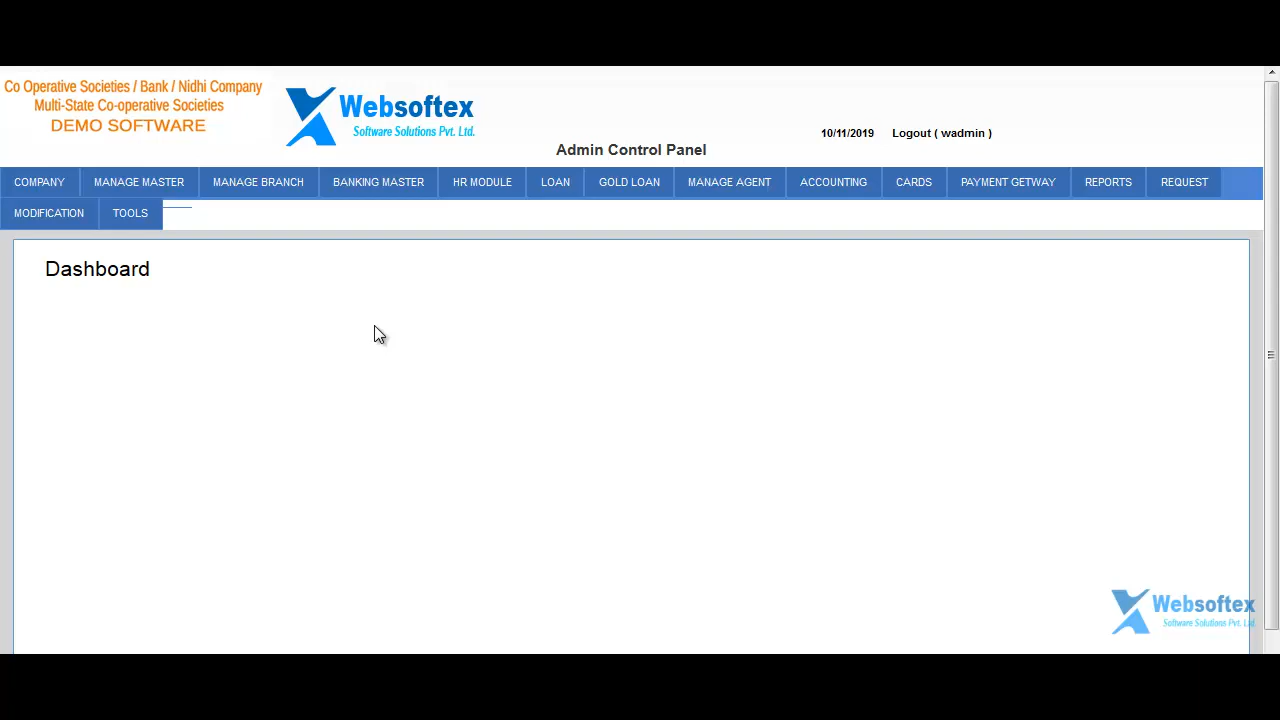 Co Operative Societies / Bank / Nidhi Company
Multi-State Co-operative Societies
DEMO SOFTWARE
Websoftex
Software Solutions Pvt. Ltd.
Admin Control Panel
10/11/2019 Logout ( wadmin )
COMPANY MANAGE MASTER MANAGE BRANCH BANKING MASTER HR MODULE LOAN GOLD LOAN MANAGE AGENT ACCOUNTING CARDS PAYMENT GETWAY REPORTS REQUEST
MODIFICATION TOOLS
Dashboard
Websoftex
Software Solutions Pvt. Ltd.